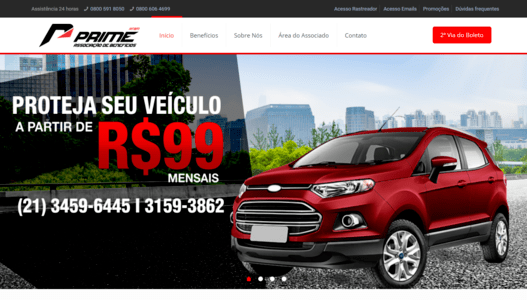 Assistência 24 horas 0800 591 8050 0800 606 4699
Acesso Rastreador Acesso Emails Promoções Dúvidas frequentes
PRIME
ASSOCIAÇÃO DE BENEFÍCIOS
Início Benefícios Sobre Nós Área do Associado Contato
2ª Via do Boleto
PROTEJA SEU VEÍCULO
A PARTIR DE
R$99
MENSAIS
(21) 3459-6445 I 3159-3862